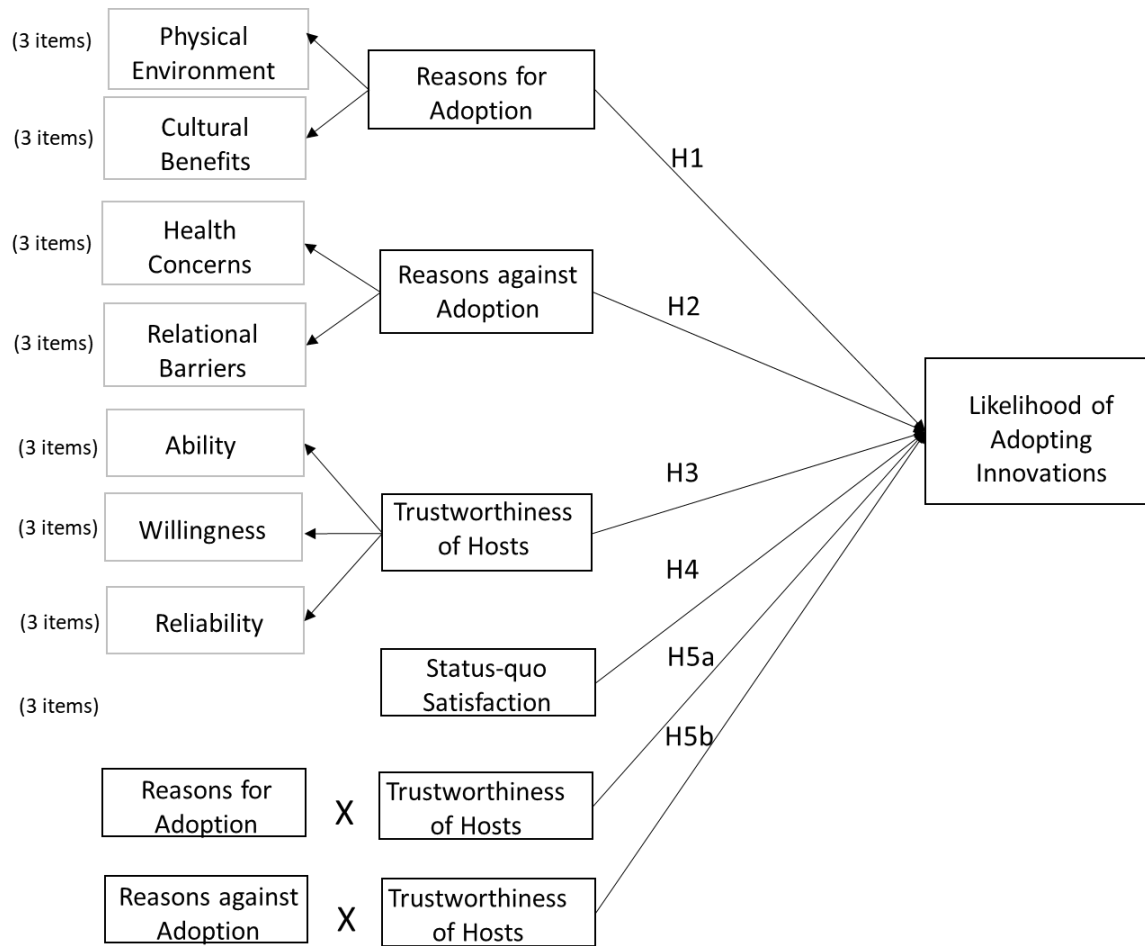 (3 items)
Physical
Environment
Reasons for
Adoption
(3 items)
Cultural
Benefits
H1
(3 items)
Health
Concerns
Reasons against
Adoption
H2
(3 items)
Relational
Barriers
Likelihood of
Adopting
Innovations
(3 items)
Ability
H3
(3 items)
Willingness
Trustworthiness
of Hosts
H4
(3 items)
Reliability
H5a
(3 items)
Status-quo
Satisfaction
H5b
Reasons for
Adoption
X
Trustworthiness
of Hosts
Reasons against
Adoption
X
Trustworthiness
of Hosts